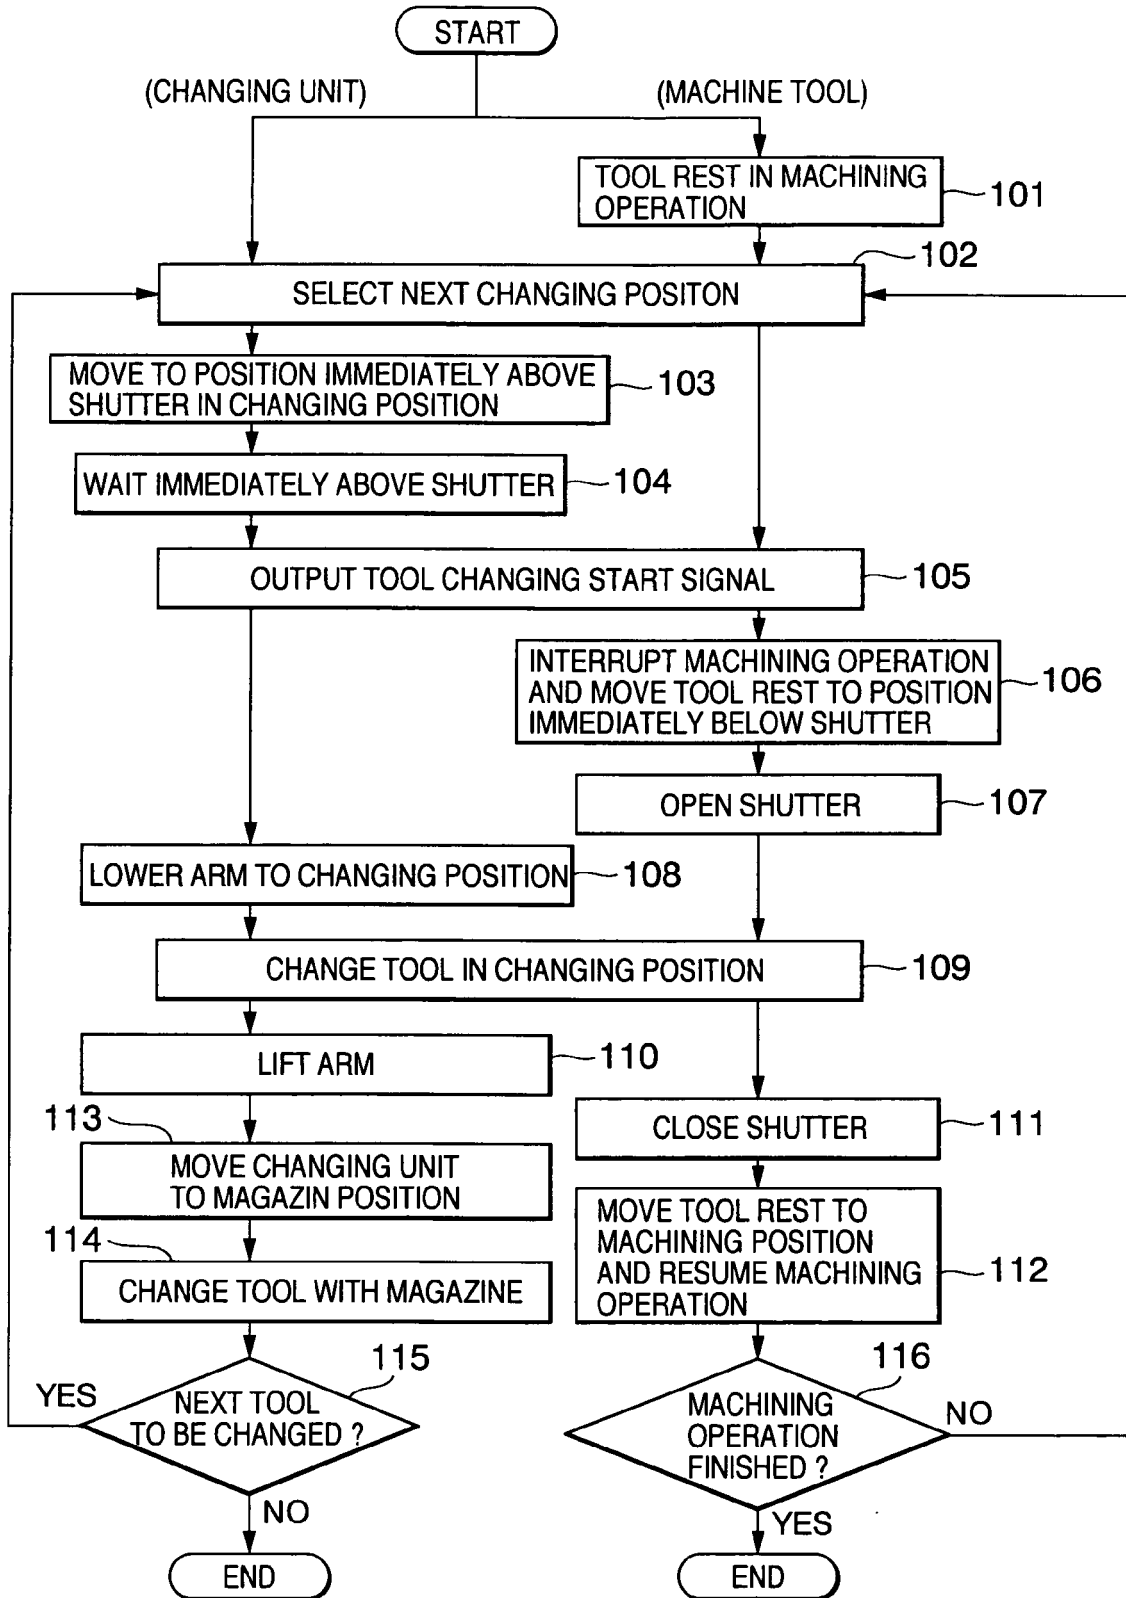 START
(CHANGING UNIT)
(MACHINE TOOL)
TOOL REST IN MACHINING
OPERATION
101
102
SELECT NEXT CHANGING POSITON
MOVE TO POSITION IMMEDIATELY ABOVE
SHUTTER IN CHANGING POSITION
103
WAIT IMMEDIATELY ABOVE SHUTTER
104
OUTPUT TOOL CHANGING START SIGNAL
105
INTERRUPT MACHINING OPERATION
AND MOVE TOOL REST TO POSITION
IMMEDIATELY BELOW SHUTTER
106
OPEN SHUTTER
107
LOWER ARM TO CHANGING POSITION
108
CHANGE TOOL IN CHANGING POSITION
109
LIFT ARM
110
CLOSE SHUTTER
111
113
MOVE CHANGING UNIT
TO MAGAZIN POSITION
MOVE TOOL REST TO
MACHINING POSITION
AND RESUME MACHINING
OPERATION
112
114
CHANGE TOOL WITH MAGAZINE
115
NEXT TOOL
TO BE CHANGED ?
YES
NO
END
116
MACHINING
OPERATION
FINISHED ?
NO
YES
END